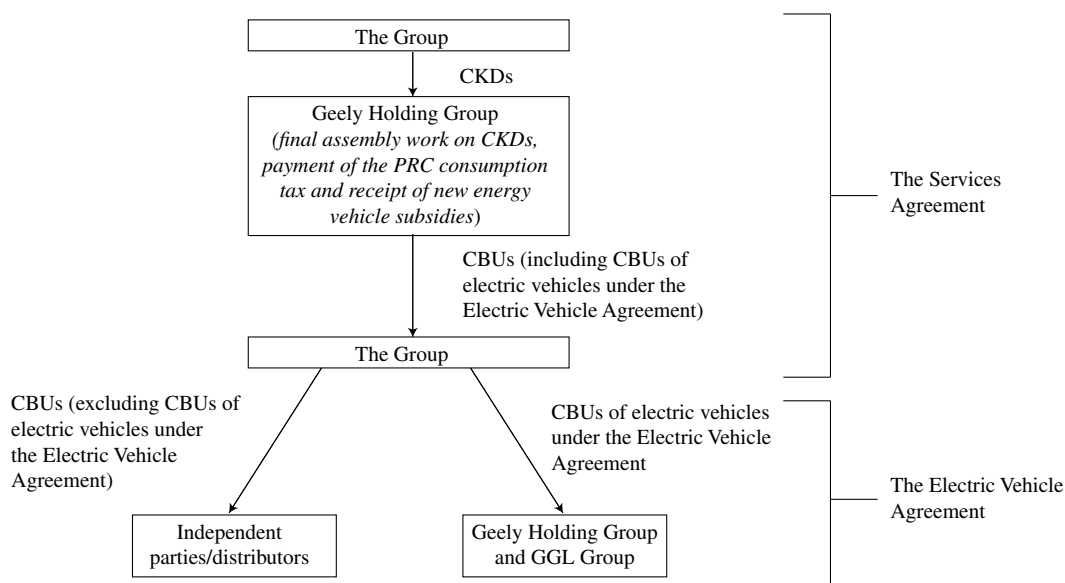 The Group
CKDs
Geely Holding Group
(final assembly work on CKDs,
payment of the PRC consumption
tax and receipt of new energy
vehicle subsidies)
The Services
Agreement
CBUs (including CBUs of
electric vehicles under the
Electric Vehicle Agreement)
The Group
CBUs (excluding CBUs of
electric vehicles under
the Electric Vehicle
Agreement)
CBUs of electric vehicles
under the Electric Vehicle
Agreement
The Electric Vehicle
Agreement
Independent
parties/distributors
Geely Holding Group
and GGL Group